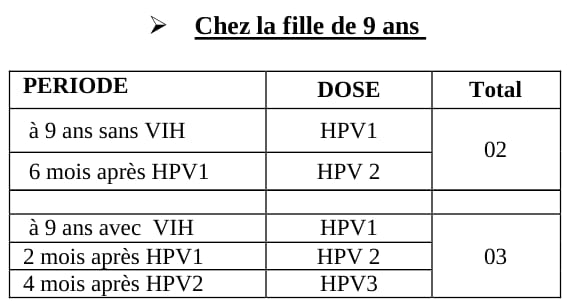 ➢ Chez la fille de 9 ans
PERIODE DOSE Total
à 9 ans sans VIH HPV1
02
6 mois après HPV1 HPV 2
à 9 ans avec VIH HPV1
2 mois après HPV1 HPV 2 03
4 mois après HPV2 HPV3